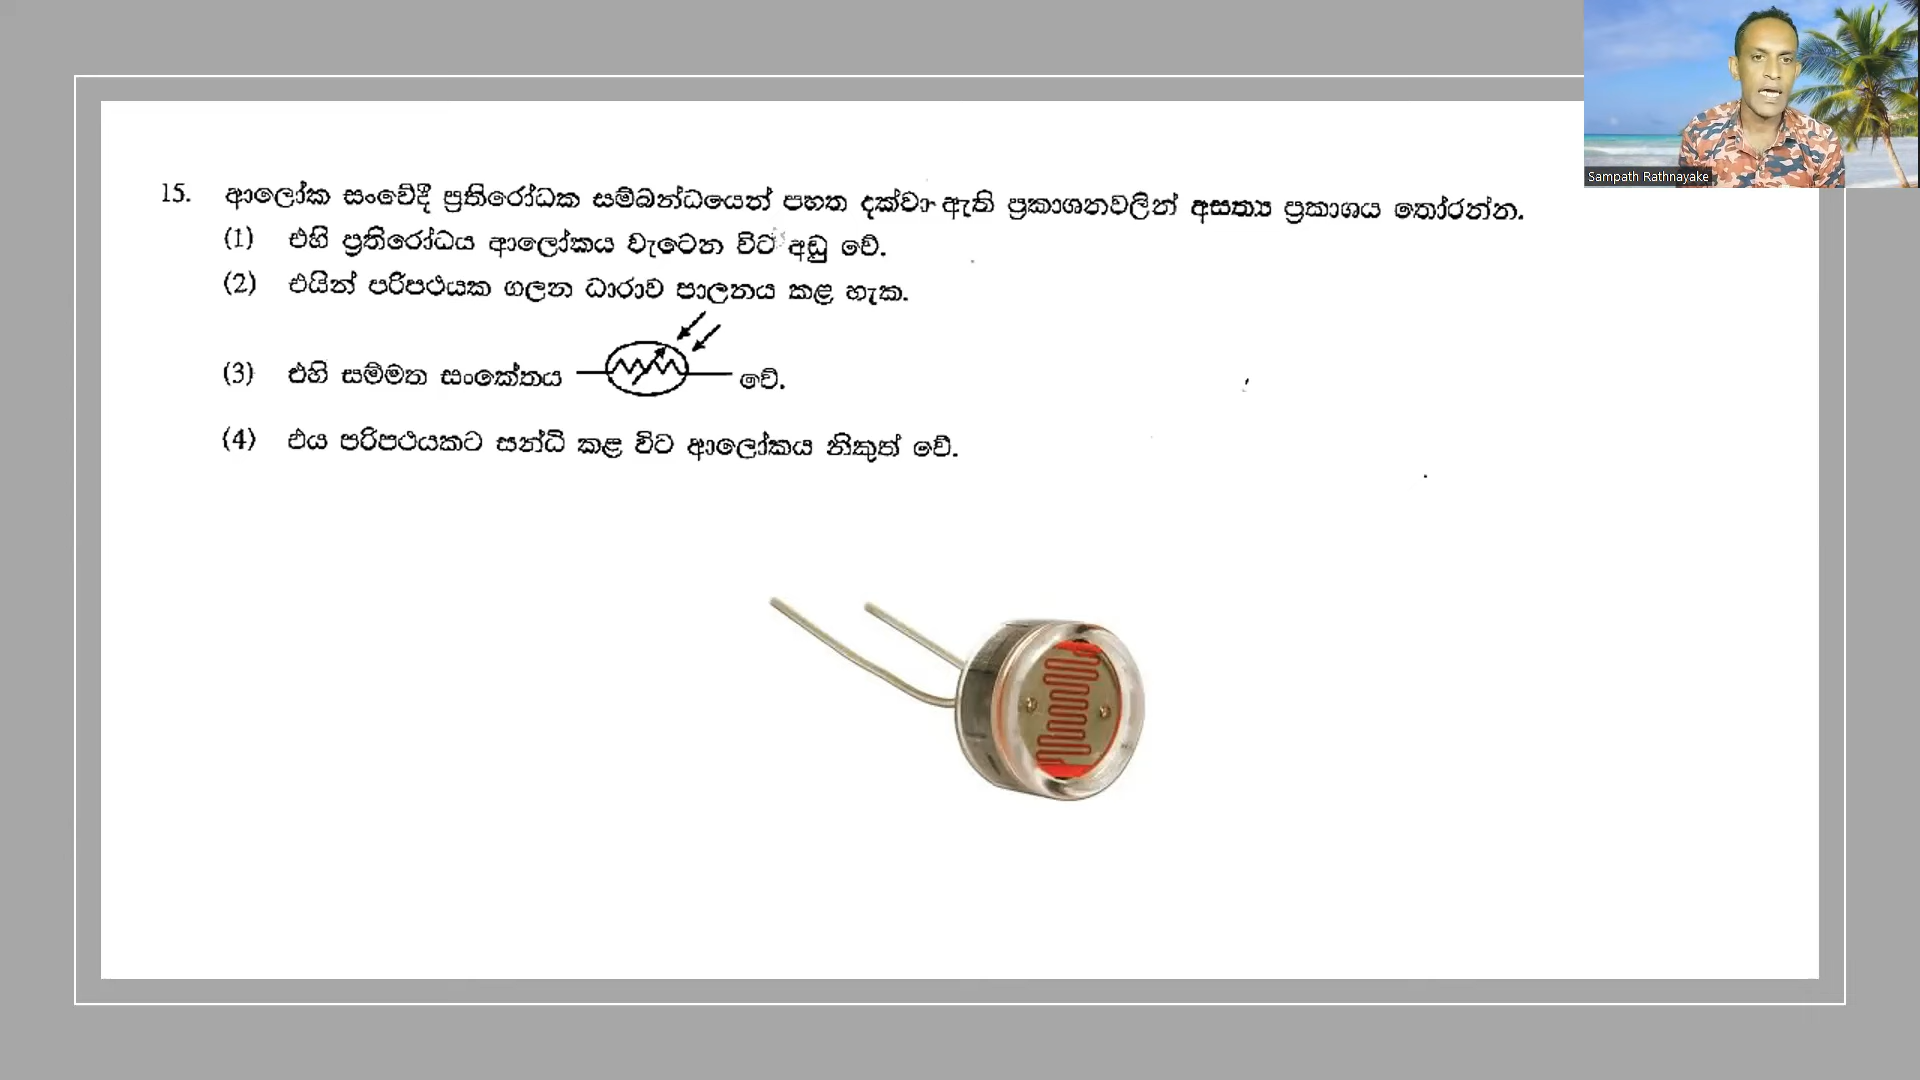 Sampath Rathnayake
15. ආලෝක සංවේදී ප්‍රතිරෝධක සම්බන්ධයෙන් පහත දක්වා ඇති ප්‍රකාශනවලින් අසත්‍ය ප්‍රකාශය තෝරන්න.
(1) එහි ප්‍රතිරෝධය ආලෝකය වැටෙන විට අඩු වේ.
(2) එයින් පරිපථයක ගලන ධාරාව පාලනය කළ හැක.
(3) එහි සම්මත සංකේතය වේ.
(4) එය පරිපථයකට සන්ධි කළ විට ආලෝකය නිකුත් වේ.